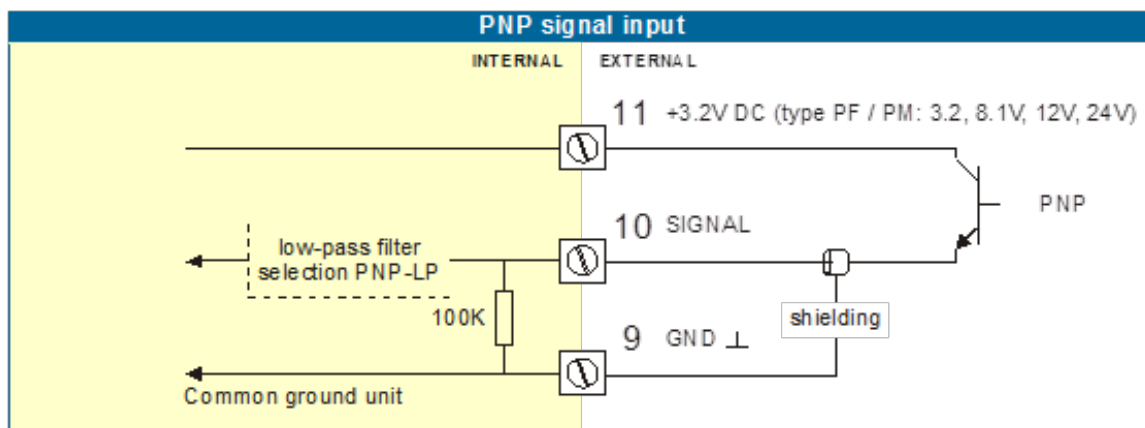 PNP signal input
INTERNAL
EXTERNAL
11 +3.2V DC (type PF / PM: 3.2, 8.1V, 12V, 24V)
PNP
10 SIGNAL
low-pass filter
selection PNP-LP
100K
shielding
9 GND ⊥
Common ground unit